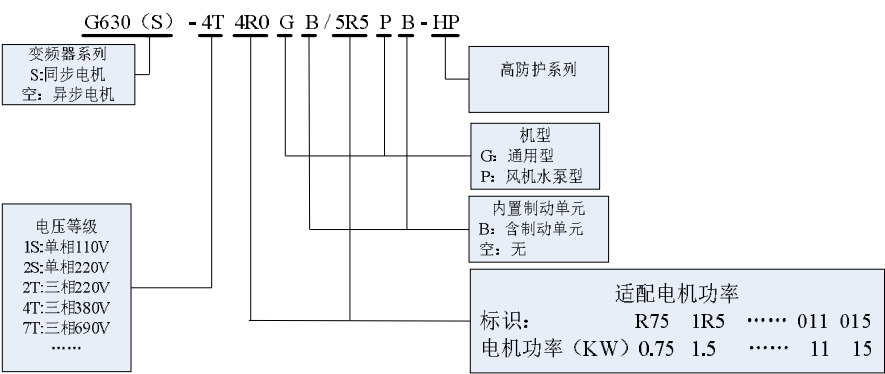 G630（S）-4T 4R0 G B/5R5 P B-HP
变频器系列
S:同步电机
空：异步电机
高防护系列
机型
G：通用型
P：风机水泵型
电压等级
1S:单相110V
2S:单相220V
2T:三相220V
4T:三相380V
7T:三相690V
……
内置制动单元
B：含制动单元
空：无
适配电机功率
标识： R75 1R5 …… 011 015
电机功率（KW）0.75 1.5 …… 11 15